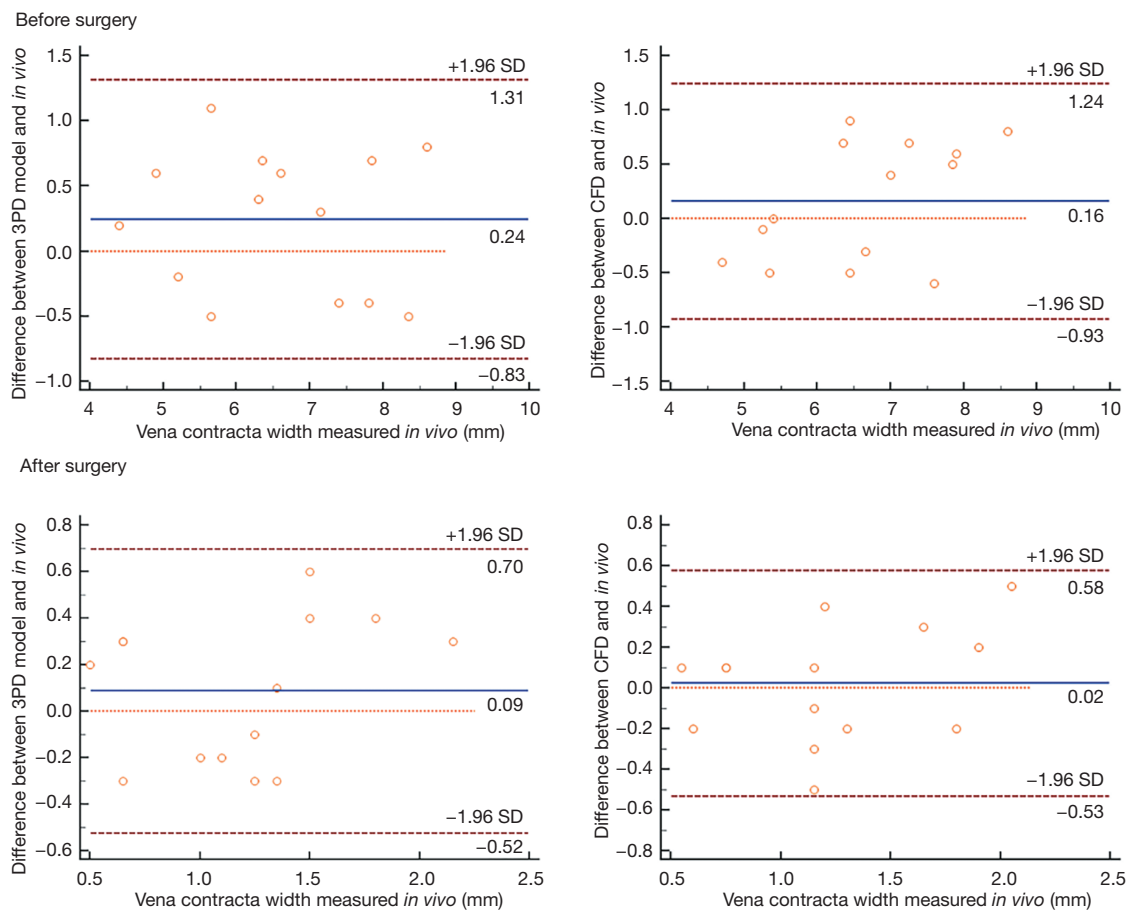 Before surgery
Difference between 3PD model and in vivo
1.5
1.0
0.5
0.0
−0.5
−1.0
+1.96 SD
1.31
0.24
−1.96 SD
−0.83
4 5 6 7 8 9 10
Vena contracta width measured in vivo (mm)
Difference between CFD and in vivo
1.5
1.0
0.5
0.0
−0.5
−1.0
−1.5
+1.96 SD
1.24
0.16
−1.96 SD
−0.93
4 5 6 7 8 9 10
Vena contracta width measured in vivo (mm)
After surgery
Difference between 3PD model and in vivo
0.8
0.6
0.4
0.2
0.0
−0.2
−0.4
−0.6
+1.96 SD
0.70
0.09
−1.96 SD
−0.52
0.5 1.0 1.5 2.0 2.5
Vena contracta width measured in vivo (mm)
Difference between CFD and in vivo
0.8
0.6
0.4
0.2
0.0
−0.2
−0.4
−0.6
−0.8
+1.96 SD
0.58
0.02
−1.96 SD
−0.53
0.5 1.0 1.5 2.0 2.5
Vena contracta width measured in vivo (mm)